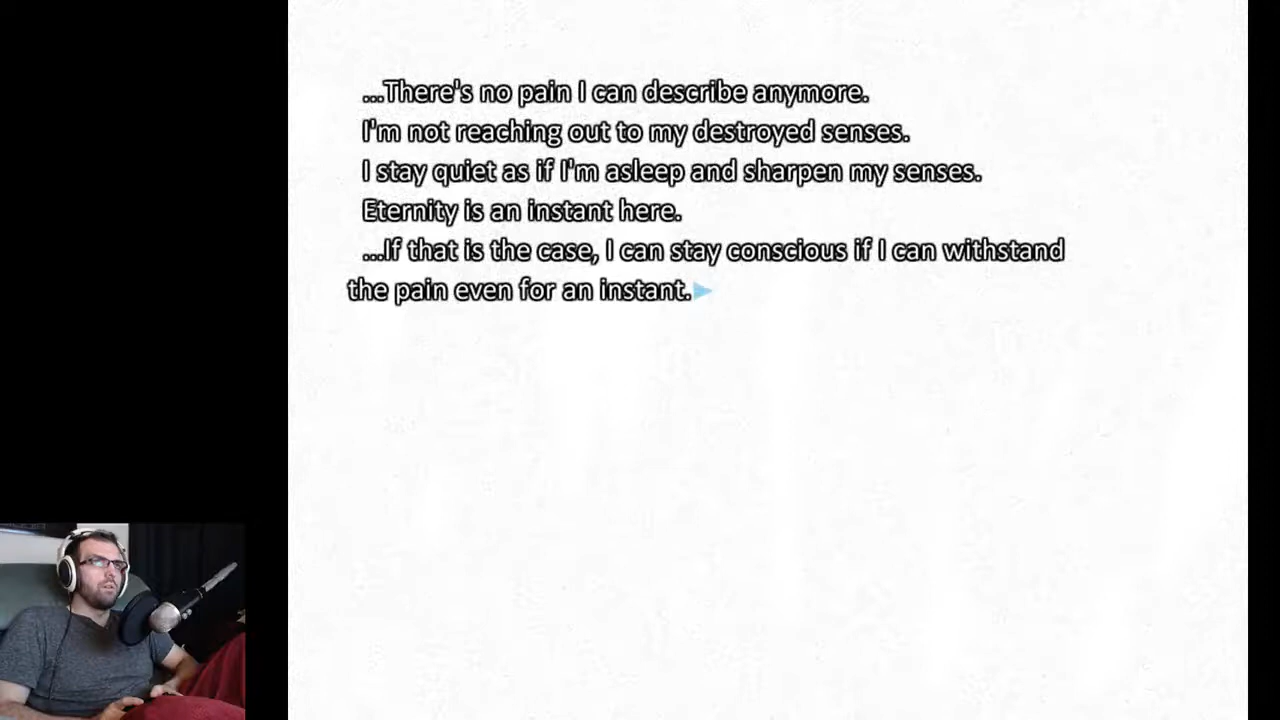 ...There's no pain I can describe anymore.
I'm not reaching out to my destroyed senses.
I stay quiet as if I'm asleep and sharpen my senses.
Eternity is an instant here.
...If that is the case, I can stay conscious if I can withstand
the pain even for an instant.